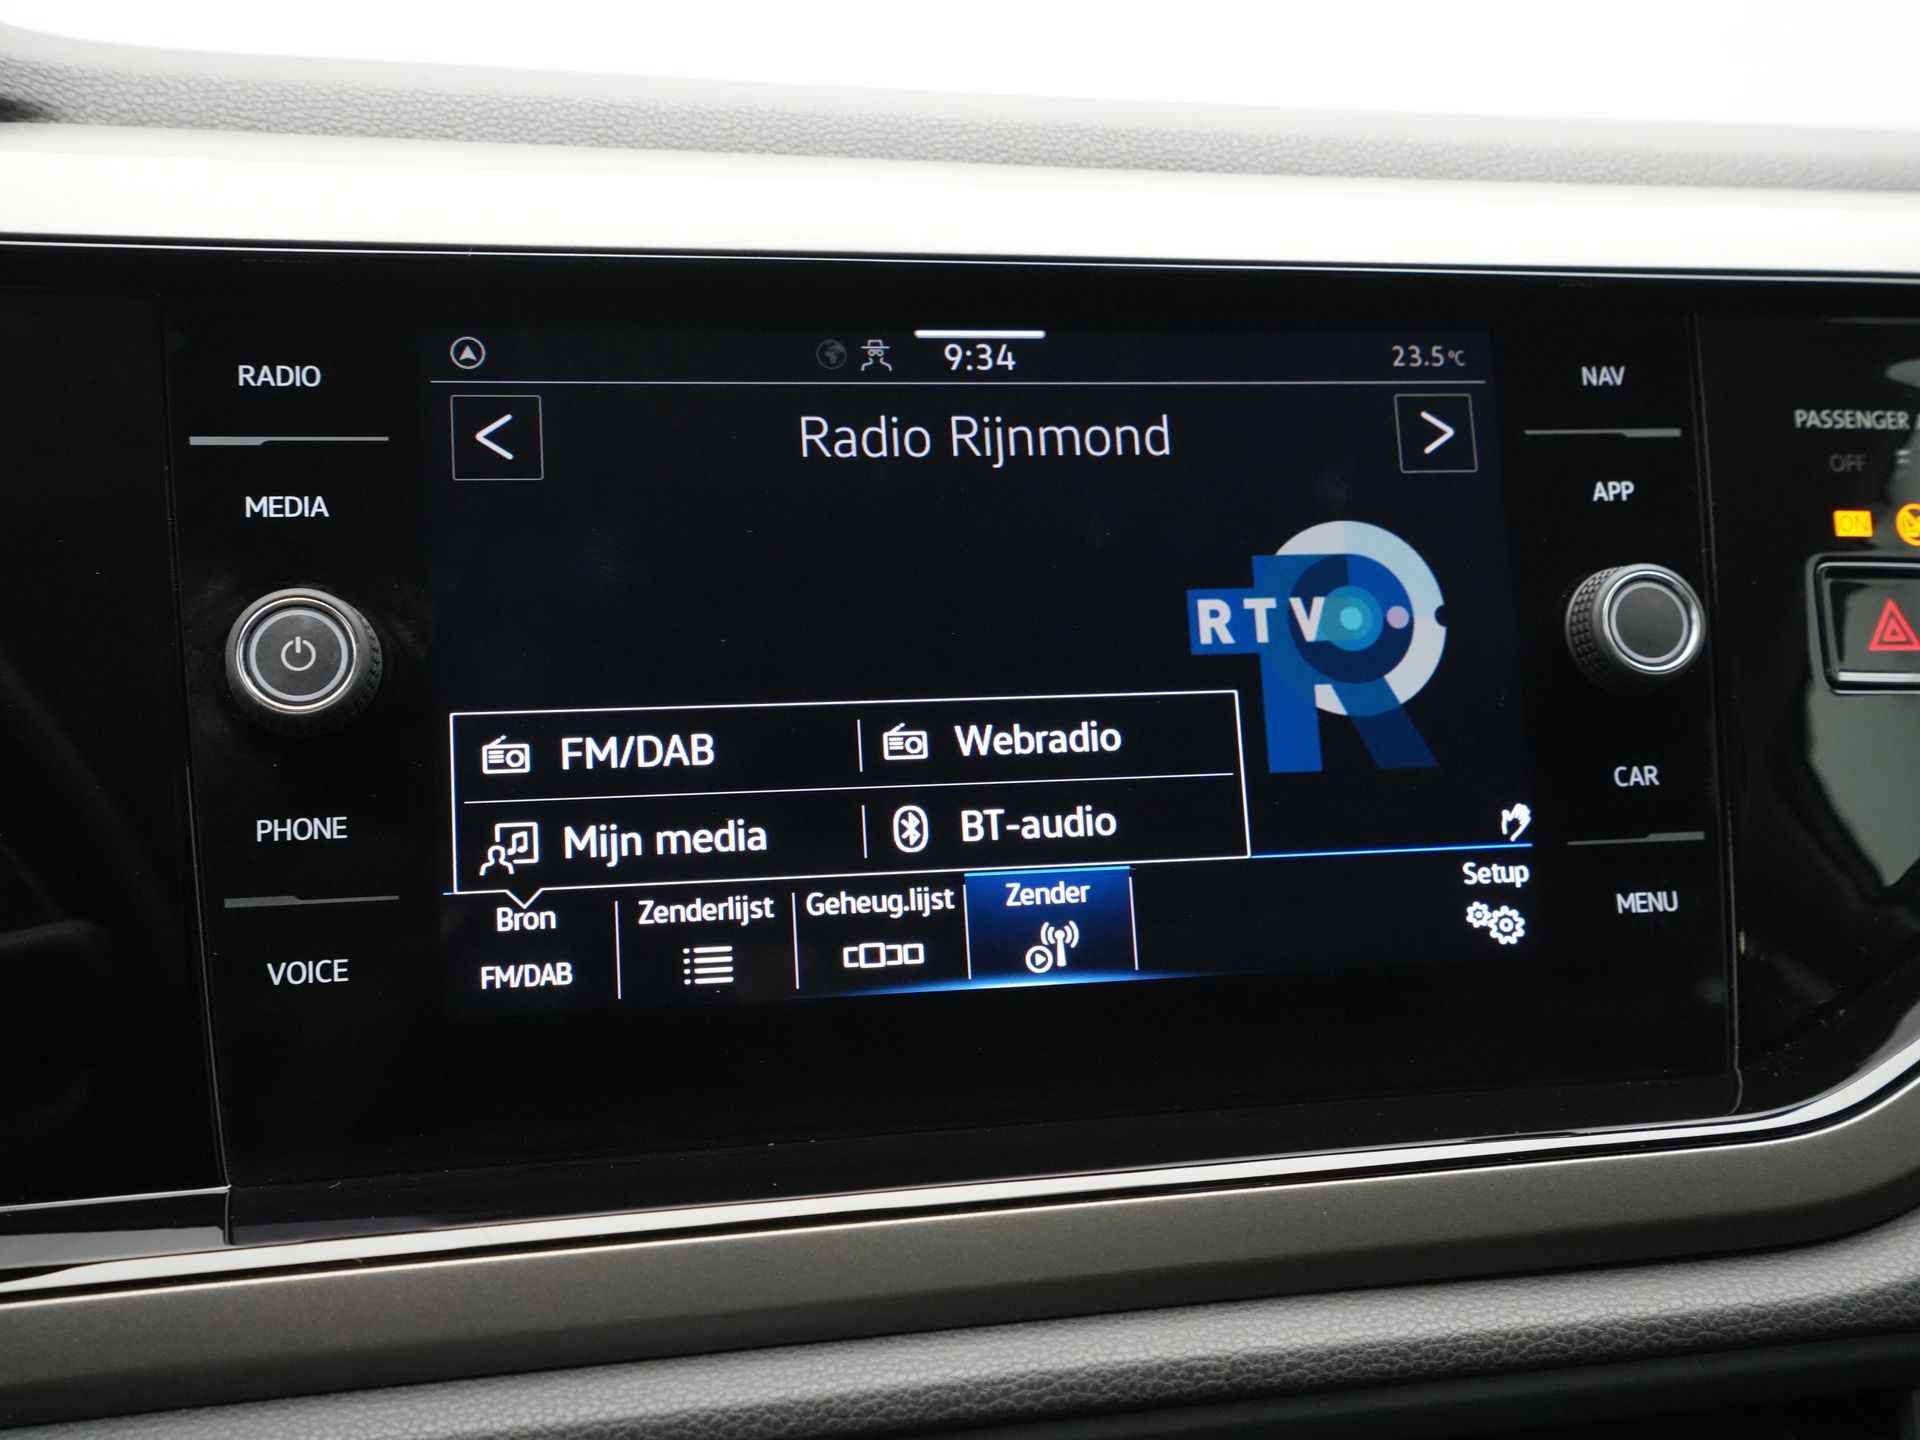 RADIO
MEDIA
PHONE
VOICE
9:34
23.5°C
Radio Rijnmond
RTV
FM/DAB
Webradio
Mijn media
BT-audio
Bron
FM/DAB
Zenderlijst
Geheug.lijst
Zender
Setup
NAV
APP
CAR
MENU
PASSENGER
OFF
ON